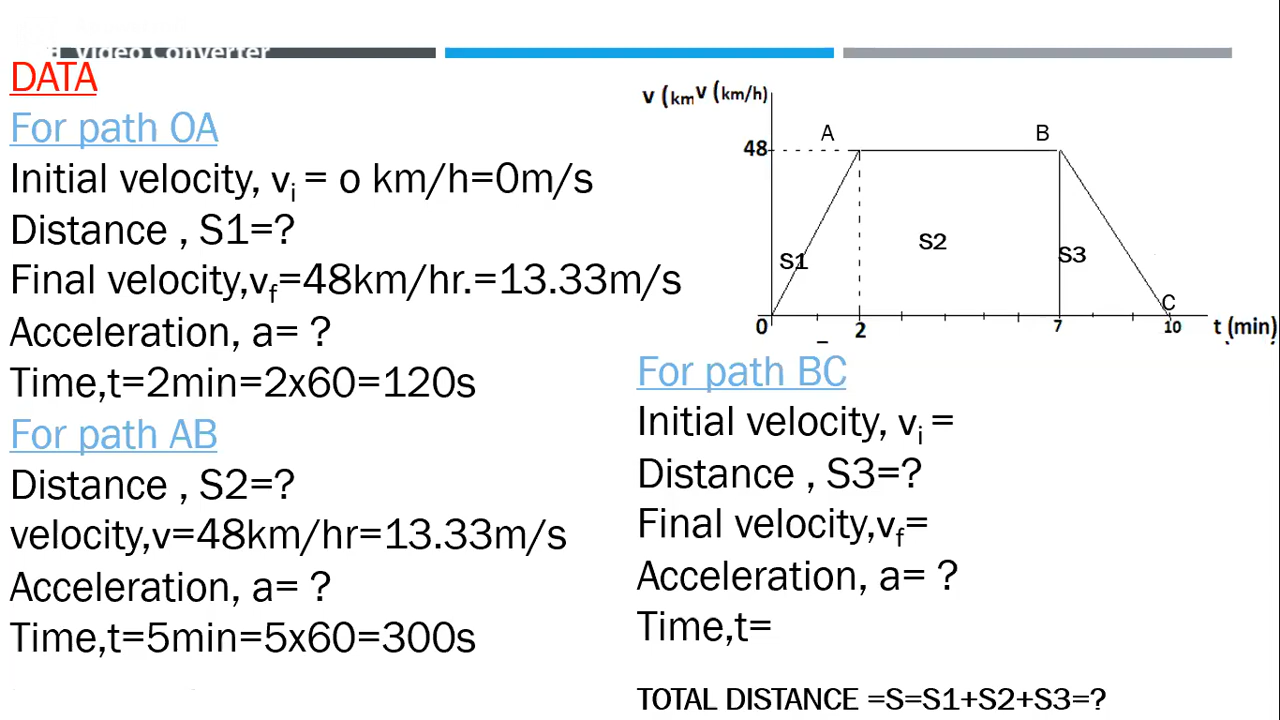 Video Converter
DATA
For path OA
Initial velocity, vi = o km/h=0m/s
Distance , S1=?
Final velocity,vf=48km/hr.=13.33m/s
Acceleration, a= ?
Time,t=2min=2x60=120s
For path AB
Distance , S2=?
velocity,v=48km/hr=13.33m/s
Acceleration, a= ?
Time,t=5min=5x60=300s
v (km v (km/h)
A B
48
S1 S2 S3
C
0 2 7 10 t (min)
For path BC
Initial velocity, vi =
Distance , S3=?
Final velocity,vf=
Acceleration, a= ?
Time,t=
TOTAL DISTANCE =S=S1+S2+S3=?